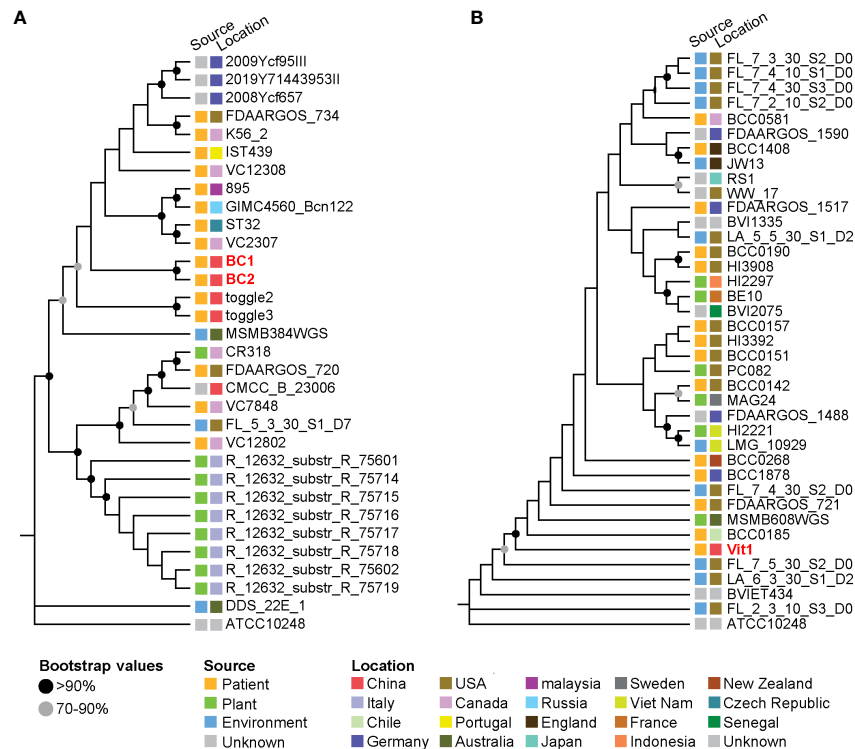 A
Source
Location
2009Ycf95III
2019Y71443953II
2008Ycf657
FDAARGOS_734
K56_2
IST439
VC12308
895
GIMC4560_Bcn122
ST32
VC2307
BC1
BC2
toggle2
toggle3
MSMB384WGS
CR318
FDAARGOS_720
CMCC_B_23006
VC7848
FL_5_3_30_S1_D7
VC12802
R_12632_substr_R_75601
R_12632_substr_R_75714
R_12632_substr_R_75715
R_12632_substr_R_75716
R_12632_substr_R_75717
R_12632_substr_R_75718
R_12632_substr_R_75602
R_12632_substr_R_75719
DDS_22E_1
ATCC10248
B
Source
Location
FL_7_3_30_S2_D0
FL_7_4_10_S1_D0
FL_7_4_30_S3_D0
FL_7_2_10_S2_D0
BCC0581
FDAARGOS_1590
BCC1408
JW13
RS1
WW_17
FDAARGOS_1517
BVI1335
LA_5_5_30_S1_D2
BCC0190
HI3908
HI2297
BE10
BVI2075
BCC0157
HI3392
BCC0151
PC082
BCC0142
MAG24
FDAARGOS_1488
HI2221
LMG_10929
BCC0268
BCC1878
FL_7_4_30_S2_D0
FDAARGOS_721
MSMB608WGS
BCC0185
Vit1
FL_7_5_30_S2_D0
LA_6_3_30_S1_D2
BVIET434
FL_2_3_10_S3_D0
ATCC10248
Bootstrap values
>90%
70-90%
Source
Patient
Plant
Environment
Unknown
Location
China
Italy
Chile
Germany
USA
Canada
Portugal
Australia
malaysia
Russia
England
Japan
Sweden
Viet Nam
France
Indonesia
New Zealand
Czech Republic
Senegal
Unknown